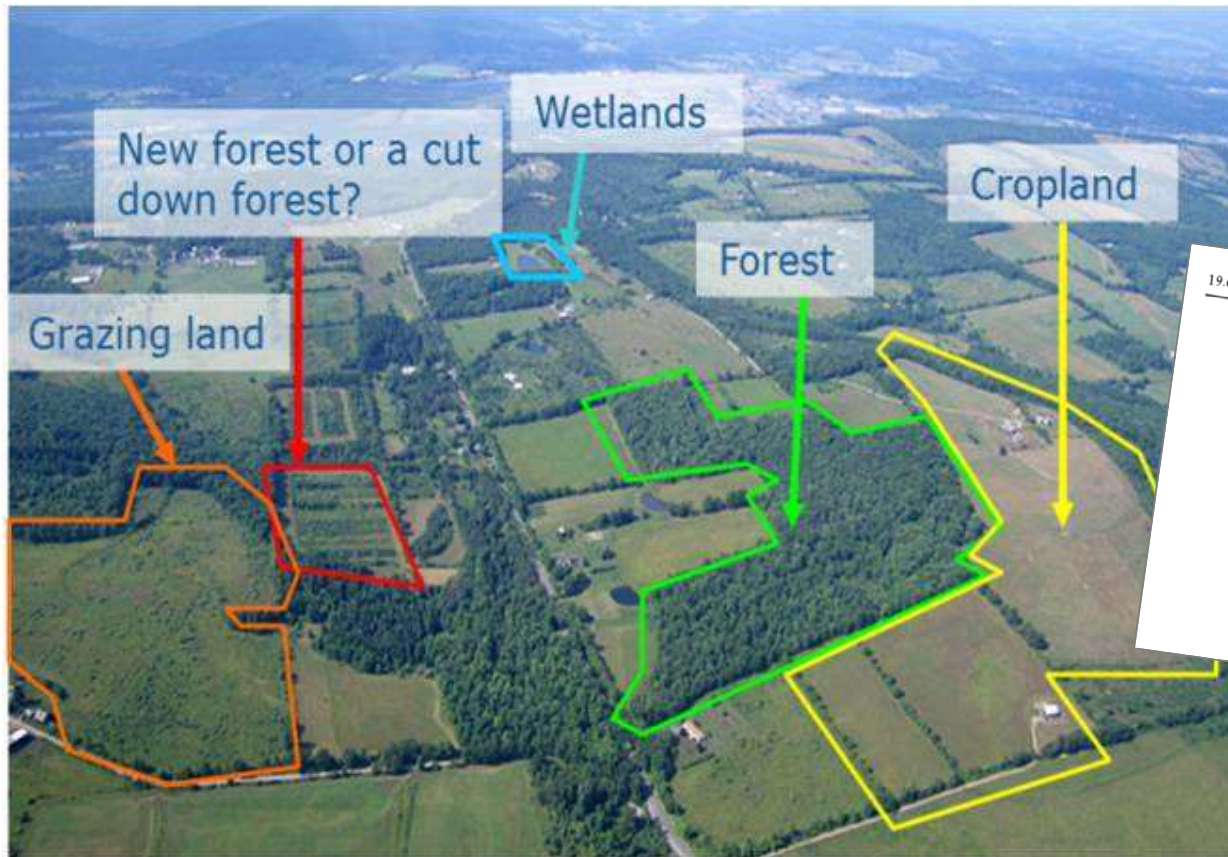 Wetlands
New forest or a cut
down forest?
Cropland
Forest
Grazing land